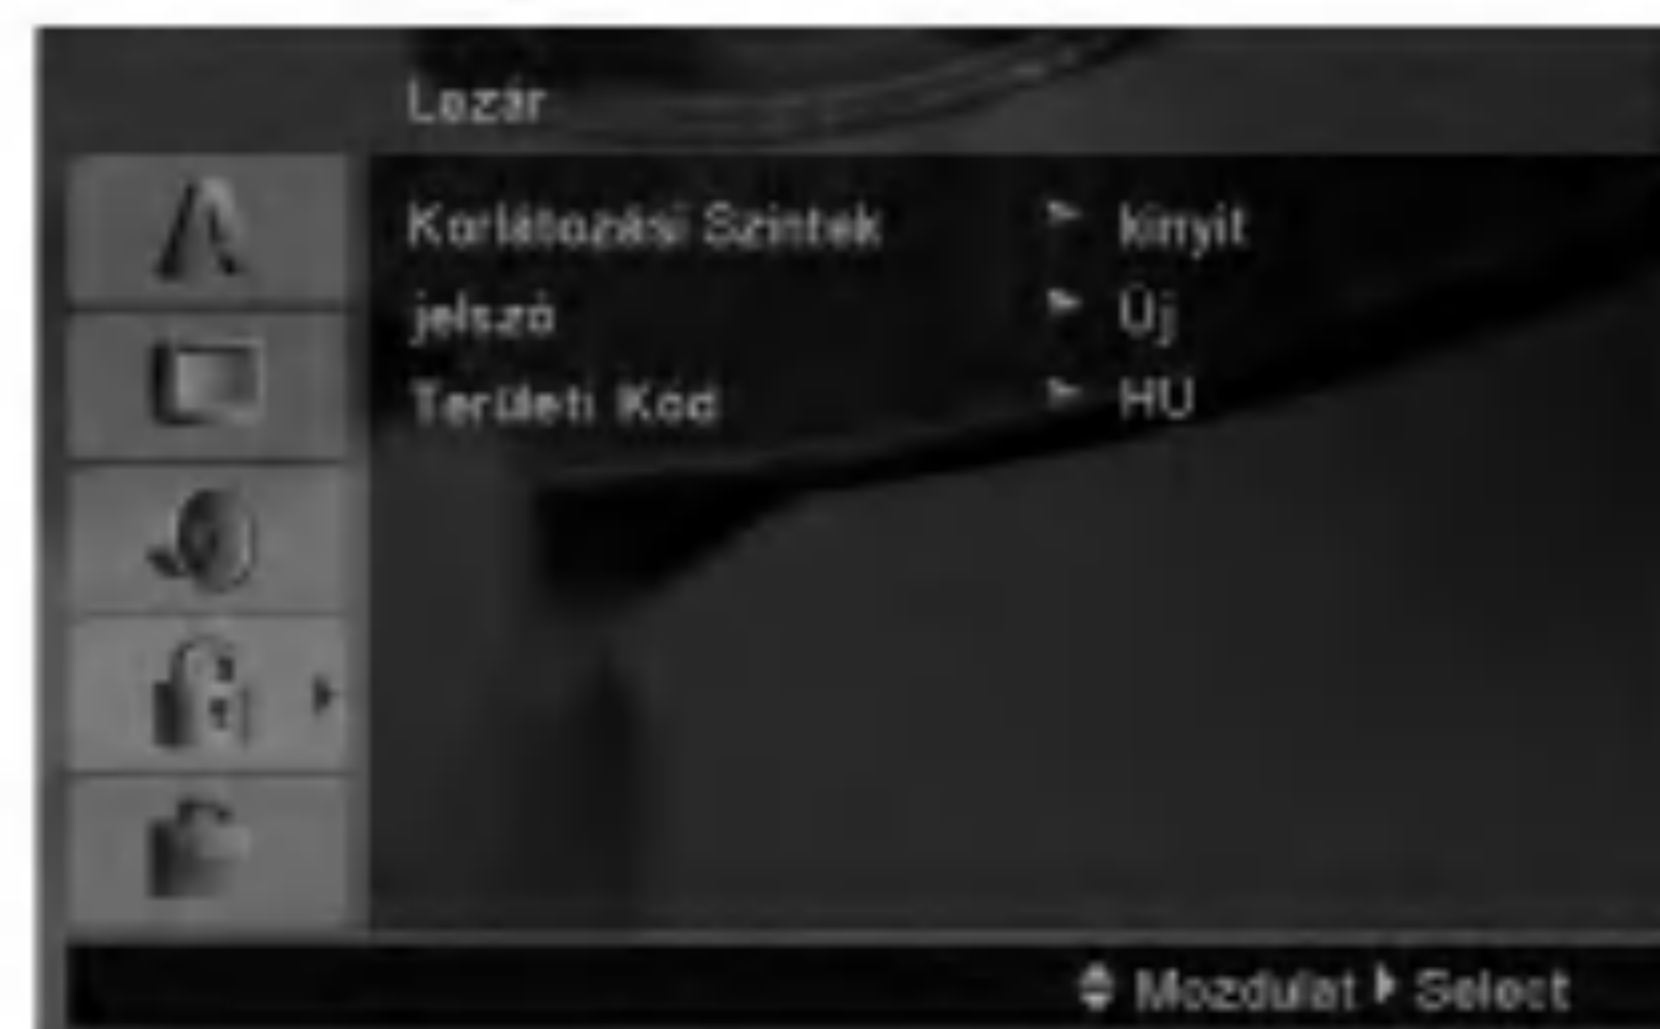 Lezár
Korlátozási Szintek ► kinyit
jelszó ► Új
Területi Kód ► HU
Mozdulat Select